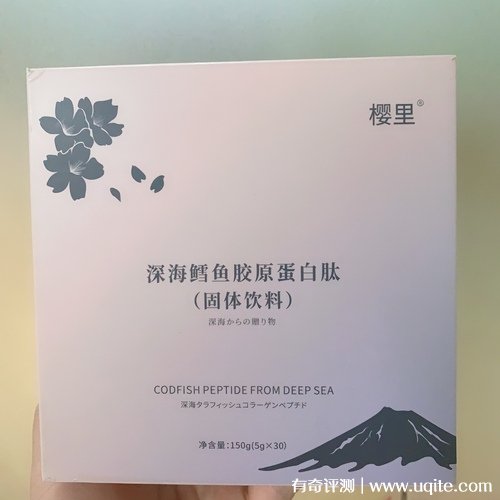 樱里®
深海鳕鱼胶原蛋白肽
（固体饮料）
深海からの贈り物
CODFISH PEPTIDE FROM DEEP SEA
深海タラフィッシュコラーゲンペプチド
净含量：150g(5g×30)
有奇评测 | www.uqite.com